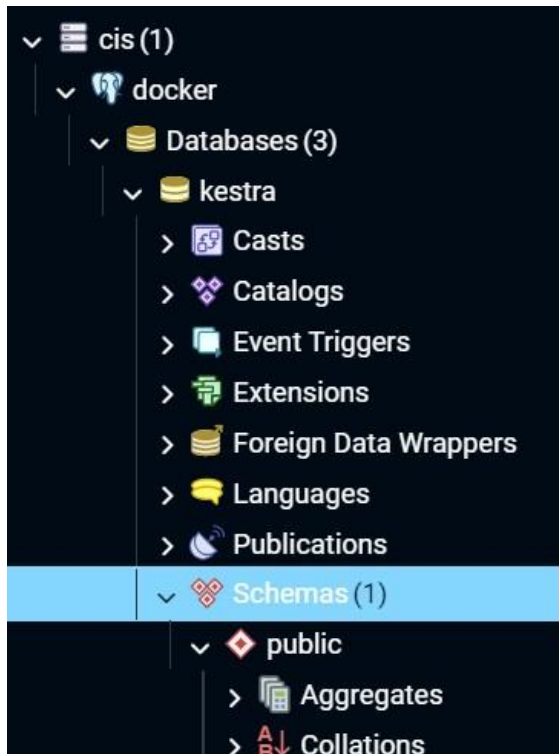 cis (1)
docker
Databases (3)
kestra
Casts
Catalogs
Event Triggers
Extensions
Foreign Data Wrappers
Languages
Publications
Schemas (1)
public
Aggregates
Collations